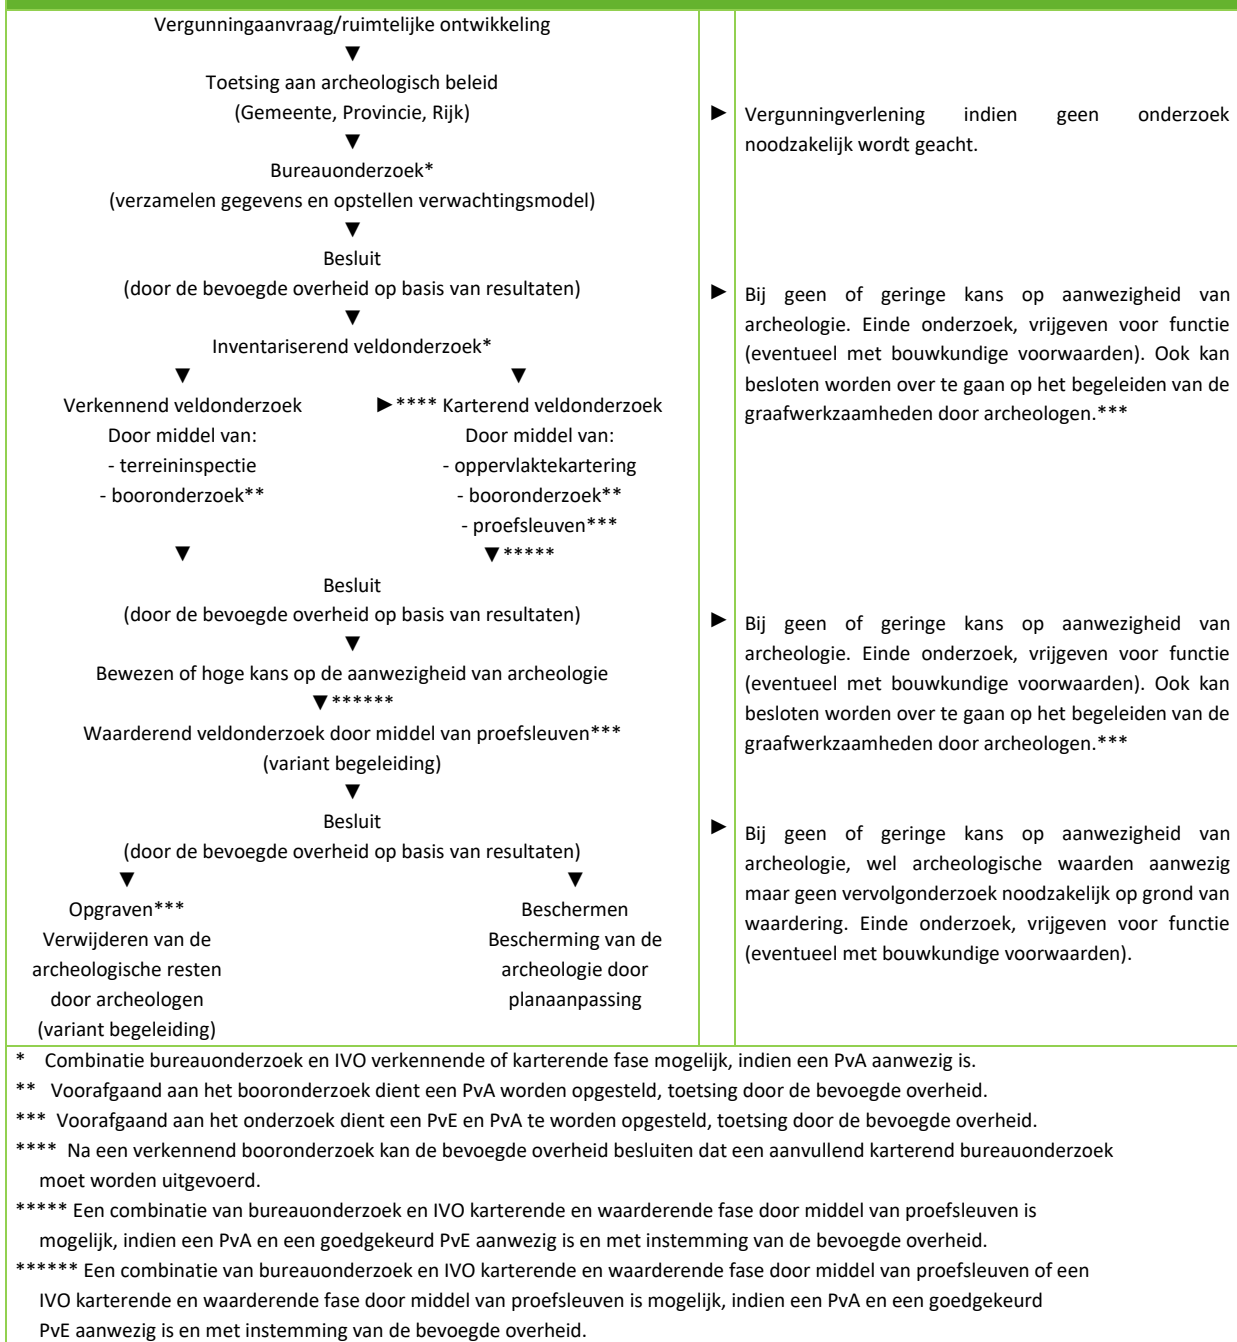 Vergunningaanvraag/ruimtelijke ontwikkeling
▼
Toetsing aan archeologisch beleid
(Gemeente, Provincie, Rijk)
▼
Bureauonderzoek*
(verzamelen gegevens en opstellen verwachtingsmodel)
▼
Besluit
(door de bevoegde overheid op basis van resultaten)
▼
Inventariserend veldonderzoek*
▼ ▼
Verkennend veldonderzoek ►**** Karterend veldonderzoek
Door middel van: Door middel van:
- terreininspectie - oppervlaktekartering
- booronderzoek** - booronderzoek**
- proefsleuven***
▼ ▼*****
Besluit
(door de bevoegde overheid op basis van resultaten)
▼
Bewezen of hoge kans op de aanwezigheid van archeologie
▼******
Waarderend veldonderzoek door middel van proefsleuven***
(variant begeleiding)
▼
Besluit
(door de bevoegde overheid op basis van resultaten)
▼ ▼
Opgraven*** Beschermen
Verwijderen van de Bescherming van de
archeologische resten archeologie door
door archeologen planaanpassing
(variant begeleiding)
► Vergunningverlening indien geen onderzoek
noodzakelijk wordt geacht.
► Bij geen of geringe kans op aanwezigheid van
archeologie. Einde onderzoek, vrijgeven voor functie
(eventueel met bouwkundige voorwaarden). Ook kan
besloten worden over te gaan op het begeleiden van de
graafwerkzaamheden door archeologen.***
► Bij geen of geringe kans op aanwezigheid van
archeologie. Einde onderzoek, vrijgeven voor functie
(eventueel met bouwkundige voorwaarden). Ook kan
besloten worden over te gaan op het begeleiden van de
graafwerkzaamheden door archeologen.***
► Bij geen of geringe kans op aanwezigheid van
archeologie, wel archeologische waarden aanwezig
maar geen vervolgonderzoek noodzakelijk op grond van
waardering. Einde onderzoek, vrijgeven voor functie
(eventueel met bouwkundige voorwaarden).
* Combinatie bureauonderzoek en IVO verkennende of karterende fase mogelijk, indien een PvA aanwezig is.
** Voorafgaand aan het booronderzoek dient een PvA worden opgesteld, toetsing door de bevoegde overheid.
*** Voorafgaand aan het onderzoek dient een PvE en PvA te worden opgesteld, toetsing door de bevoegde overheid.
**** Na een verkennend booronderzoek kan de bevoegde overheid besluiten dat een aanvullend karterend bureauonderzoek
moet worden uitgevoerd.
***** Een combinatie van bureauonderzoek en IVO karterende en waarderende fase door middel van proefsleuven is
mogelijk, indien een PvA en een goedgekeurd PvE aanwezig is en met instemming van de bevoegde overheid.
****** Een combinatie van bureauonderzoek en IVO karterende en waarderende fase door middel van proefsleuven of een
IVO karterende en waarderende fase door middel van proefsleuven is mogelijk, indien een PvA en een goedgekeurd
PvE aanwezig is en met instemming van de bevoegde overheid.